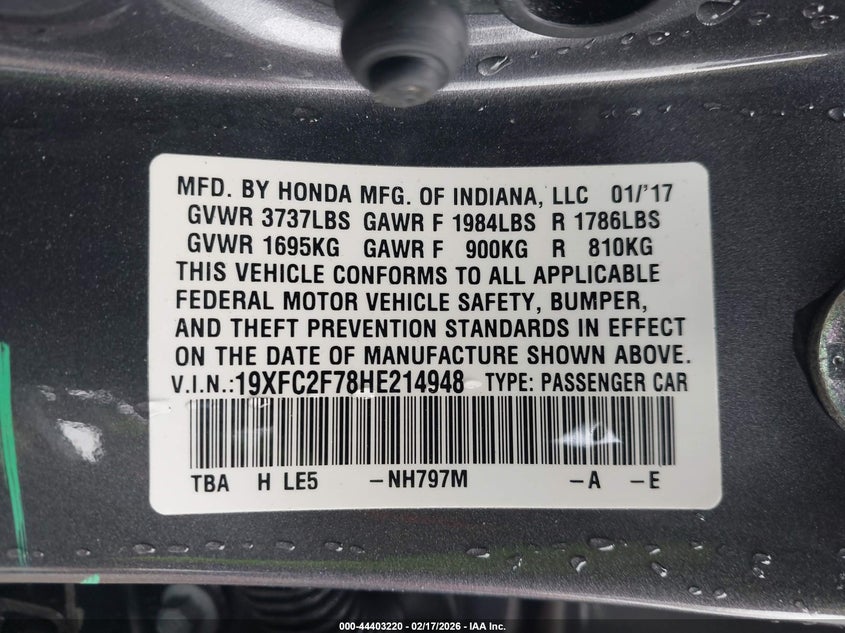 MFD. BY HONDA MFG. OF INDIANA, LLC 01/'17
GVWR 3737LBS GAWR F 1984LBS R 1786LBS
GVWR 1695KG GAWR F 900KG R 810KG
THIS VEHICLE CONFORMS TO ALL APPLICABLE
FEDERAL MOTOR VEHICLE SAFETY, BUMPER,
AND THEFT PREVENTION STANDARDS IN EFFECT
ON THE DATE OF MANUFACTURE SHOWN ABOVE.
V.I.N.:19XFC2F78HE214948 TYPE: PASSENGER CAR
TBA H LE5 -NH797M -A -E
000-44403220 - 02/17/2026 - IAA Inc.